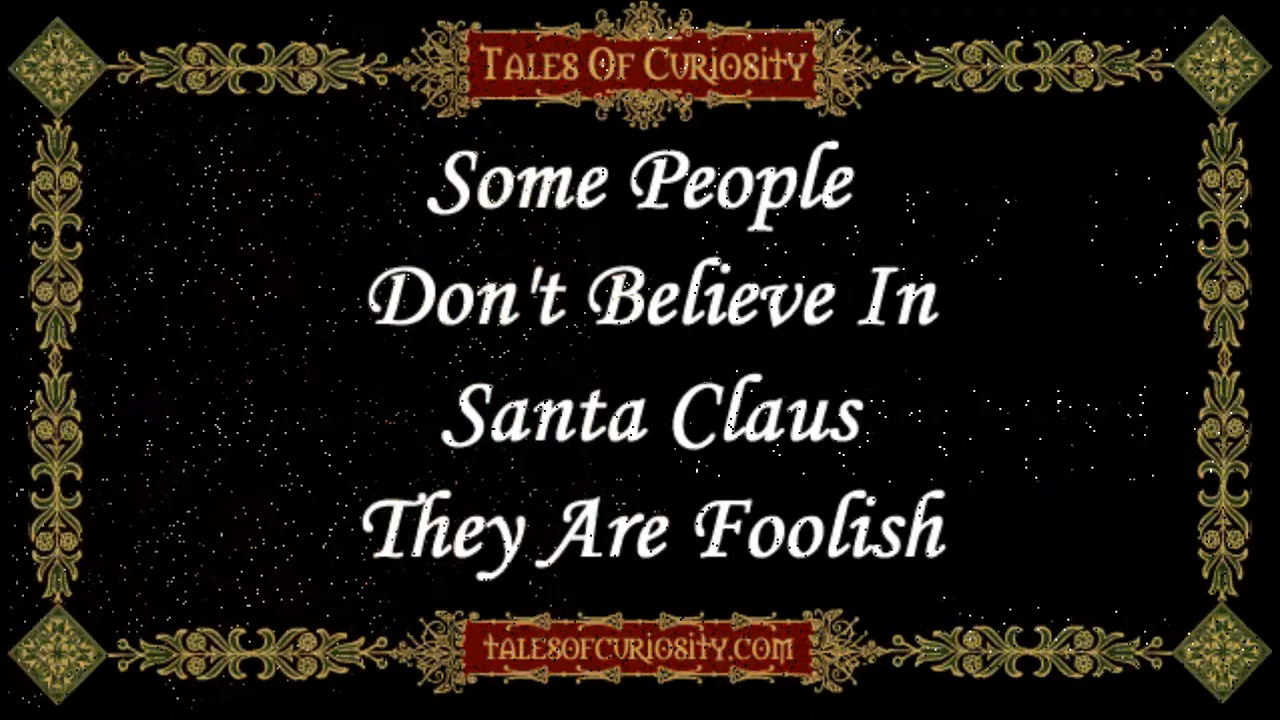 Tales Of Curiosity
Some People
Don't Believe In
Santa Claus
They Are Foolish
talesofcuriosity.com